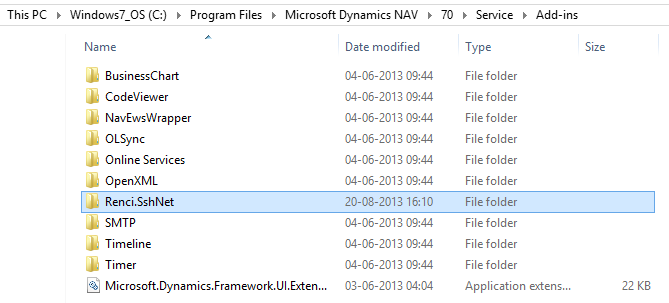 This PC Windows7_OS (C:) Program Files Microsoft Dynamics NAV 70 Service Add-ins
Name Date modified Type Size
BusinessChart 04-06-2013 09:44 File folder
CodeViewer 04-06-2013 09:44 File folder
NavEwsWrapper 04-06-2013 09:44 File folder
OLSync 04-06-2013 09:44 File folder
Online Services 04-06-2013 09:44 File folder
OpenXML 04-06-2013 09:44 File folder
Renci.SshNet 20-08-2013 16:10 File folder
SMTP 04-06-2013 09:44 File folder
Timeline 04-06-2013 09:44 File folder
Timer 04-06-2013 09:44 File folder
Microsoft.Dynamics.Framework.UI.Exten... 03-06-2013 04:04 Application extens... 22 KB